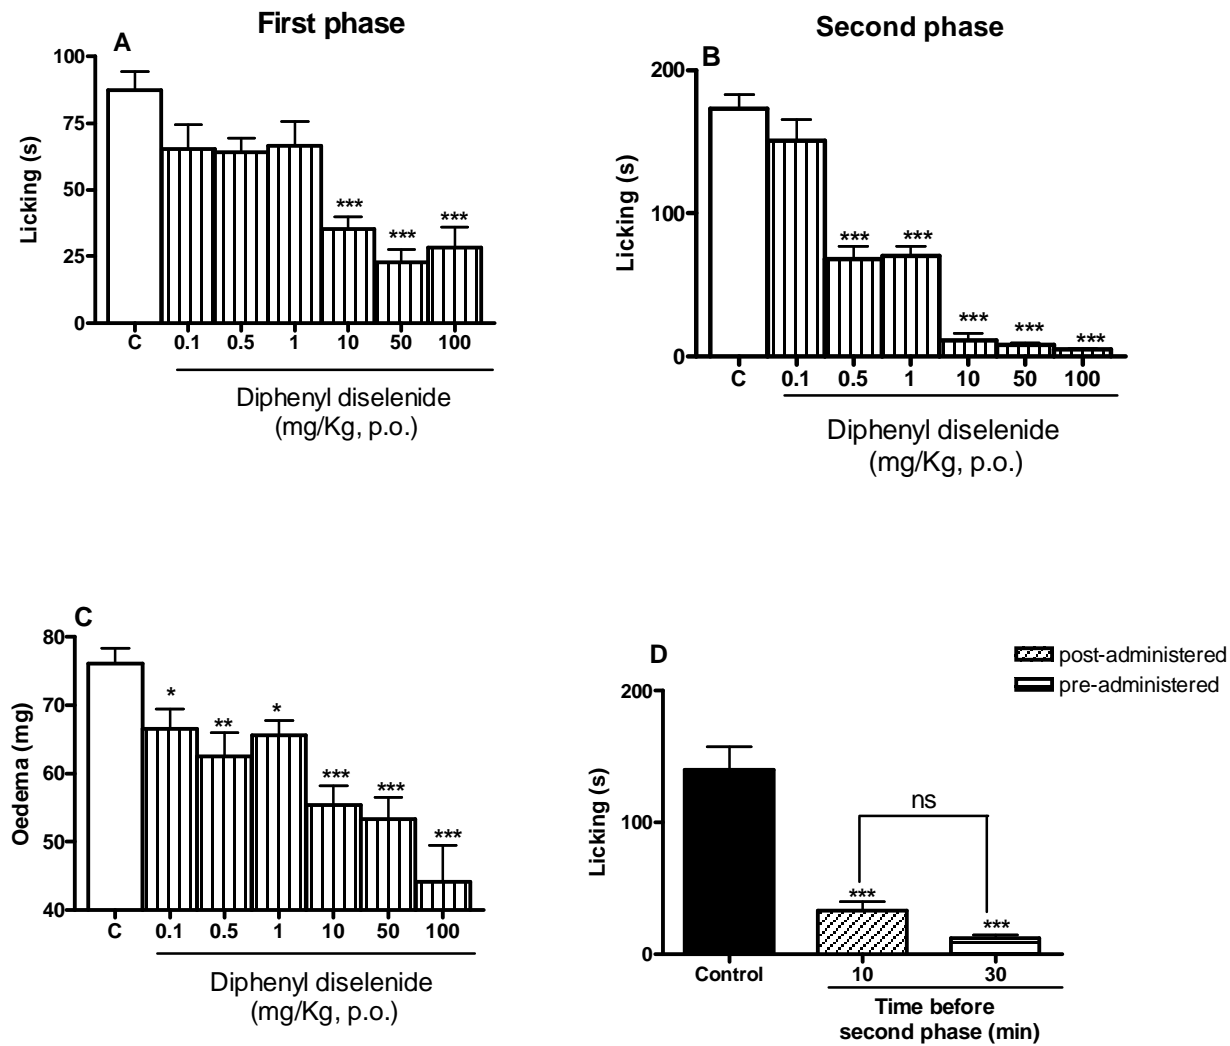 First phase
A
100
75
50
25
0
Licking (s)
***
***
***
C 0.1 0.5 1 10 50 100
Diphenyl diselenide
(mg/Kg, p.o.)
Second phase
B
200
100
0
Licking (s)
*** ***
*** *** ***
C 0.1 0.5 1 10 50 100
Diphenyl diselenide
(mg/Kg, p.o.)
C
80
70
60
50
40
Oedema (mg)
* ** *
*** *** ***
C 0.1 0.5 1 10 50 100
Diphenyl diselenide
(mg/Kg, p.o.)
D
post-administered
pre-administered
200
100
0
Licking (s)
ns
***
***
Control 10 30
Time before
second phase (min)